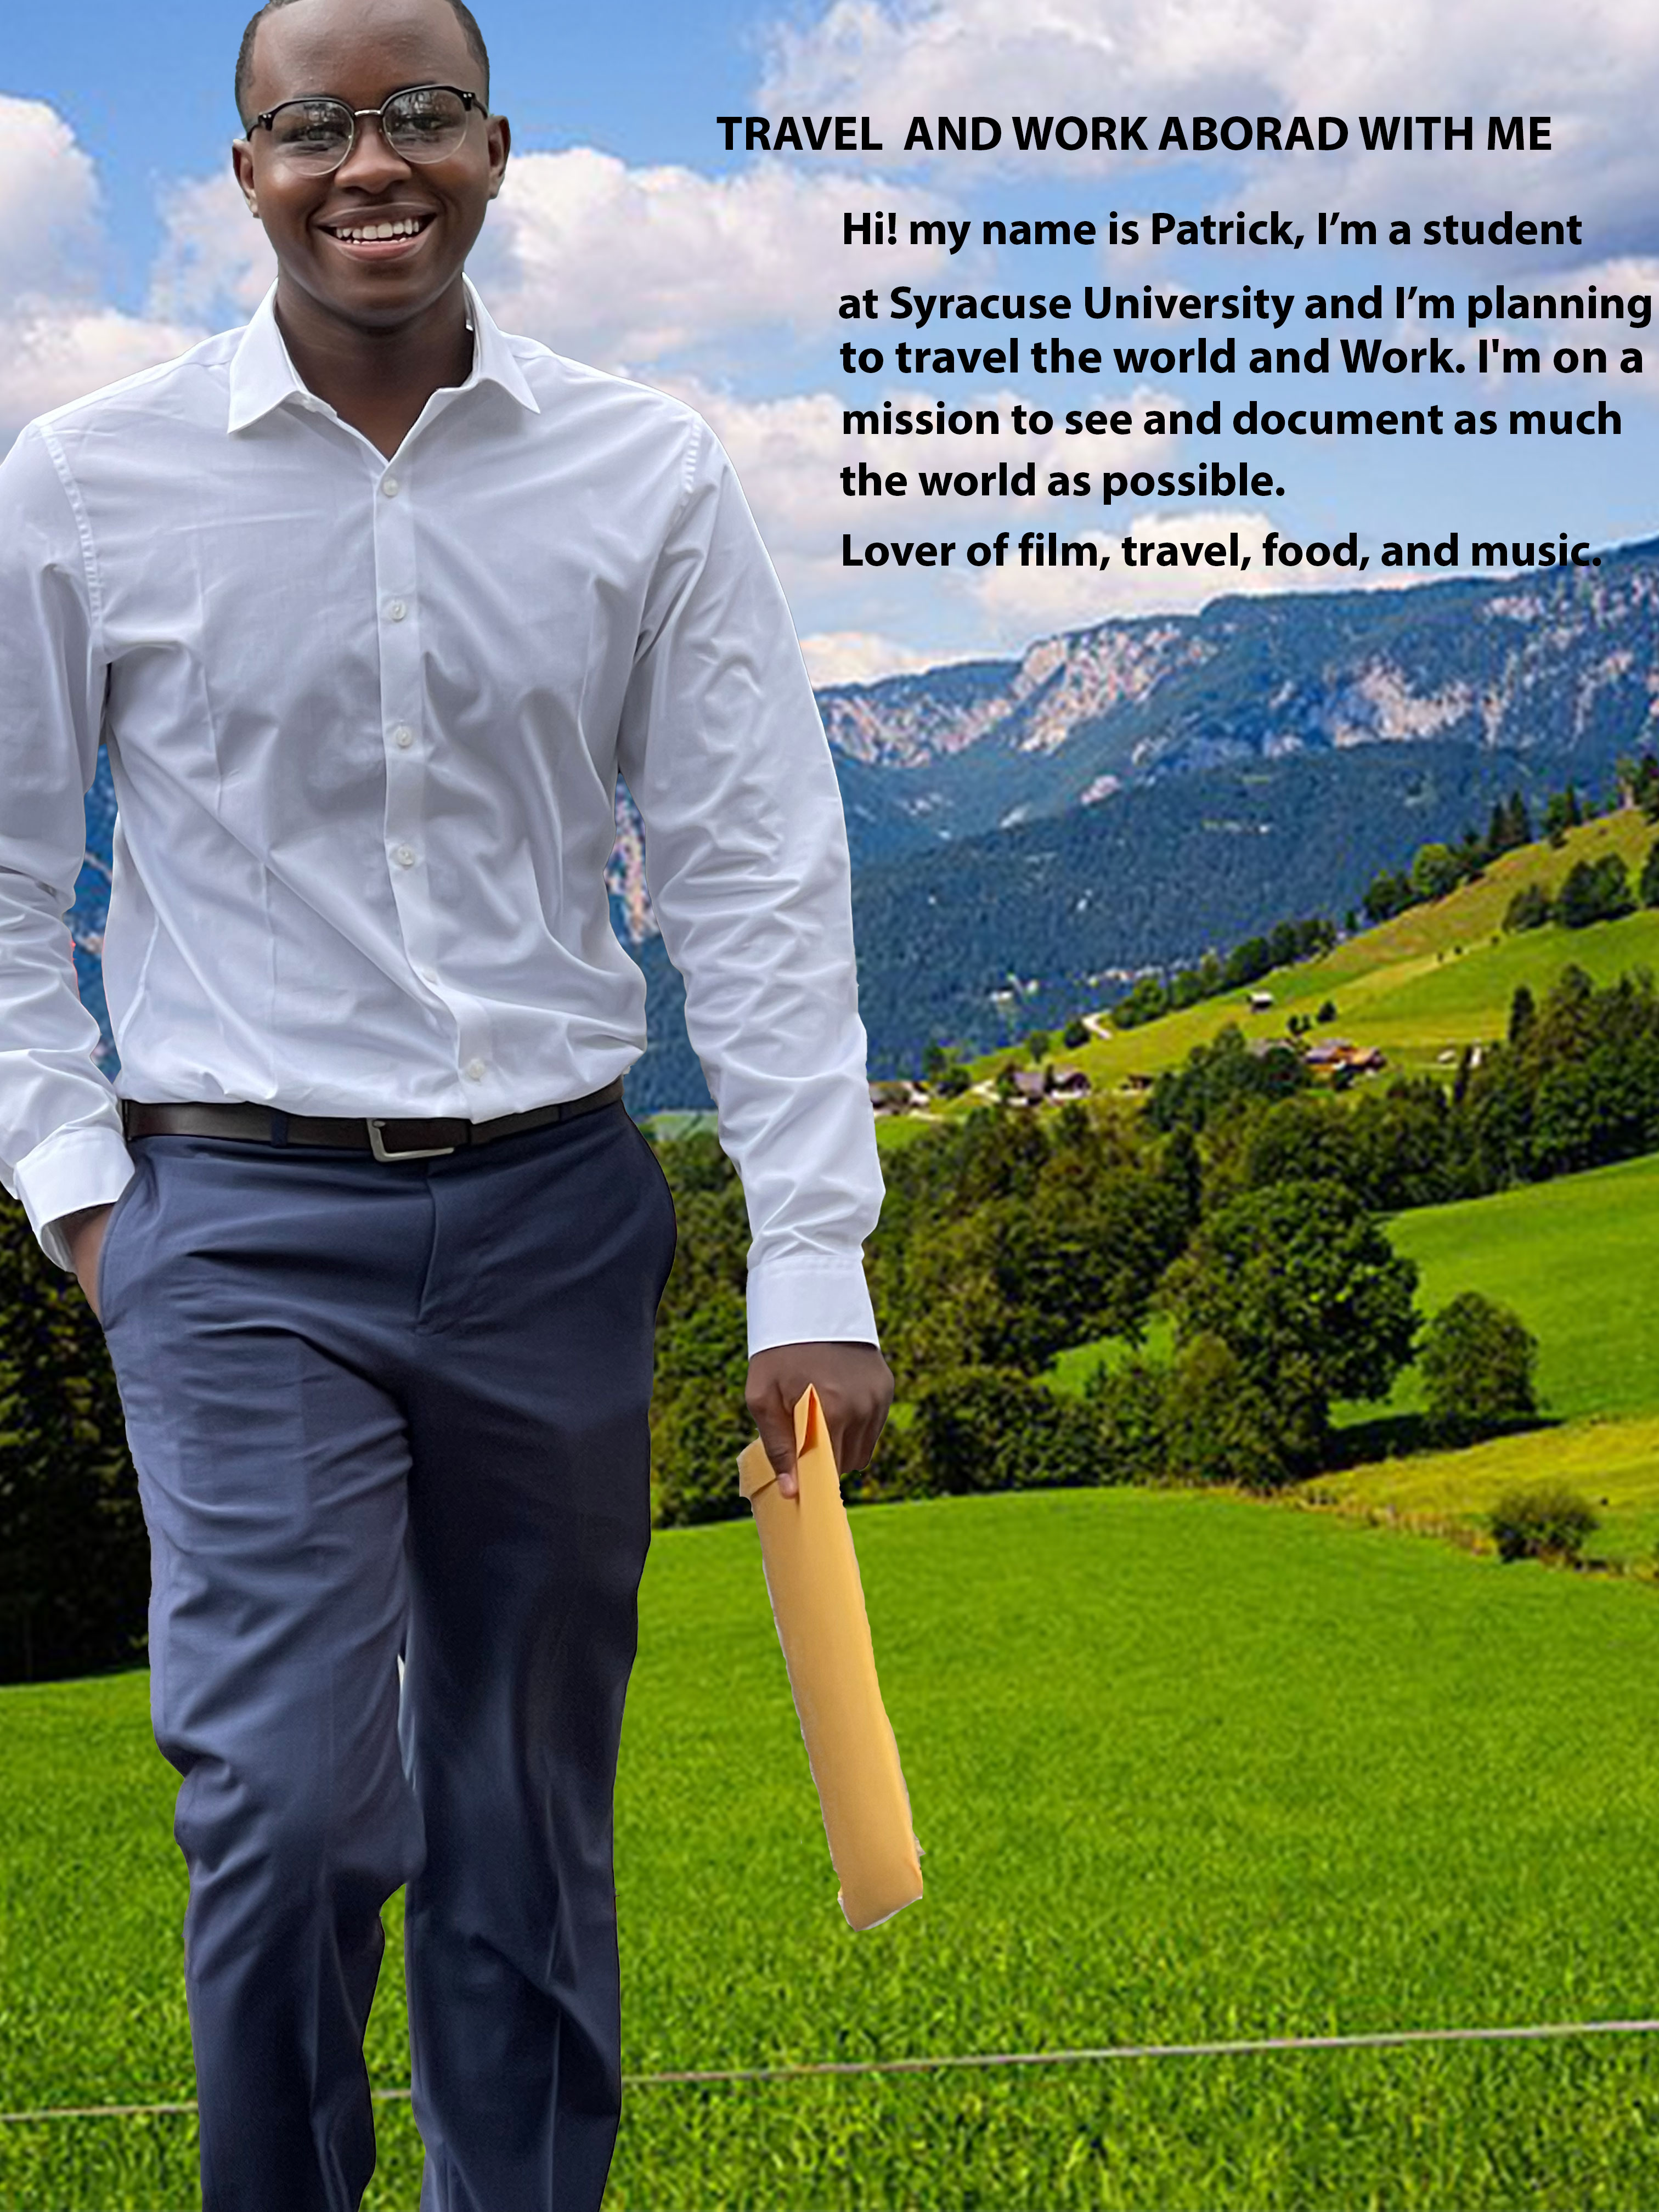 TRAVEL  AND WORK ABORAD WITH ME
Hi! my name is Patrick, I’m a student
at Syracuse University and I’m planning
to travel the world and Work. I'm on a
mission to see and document as much
the world as possible.
Lover of film, travel, food, and music.